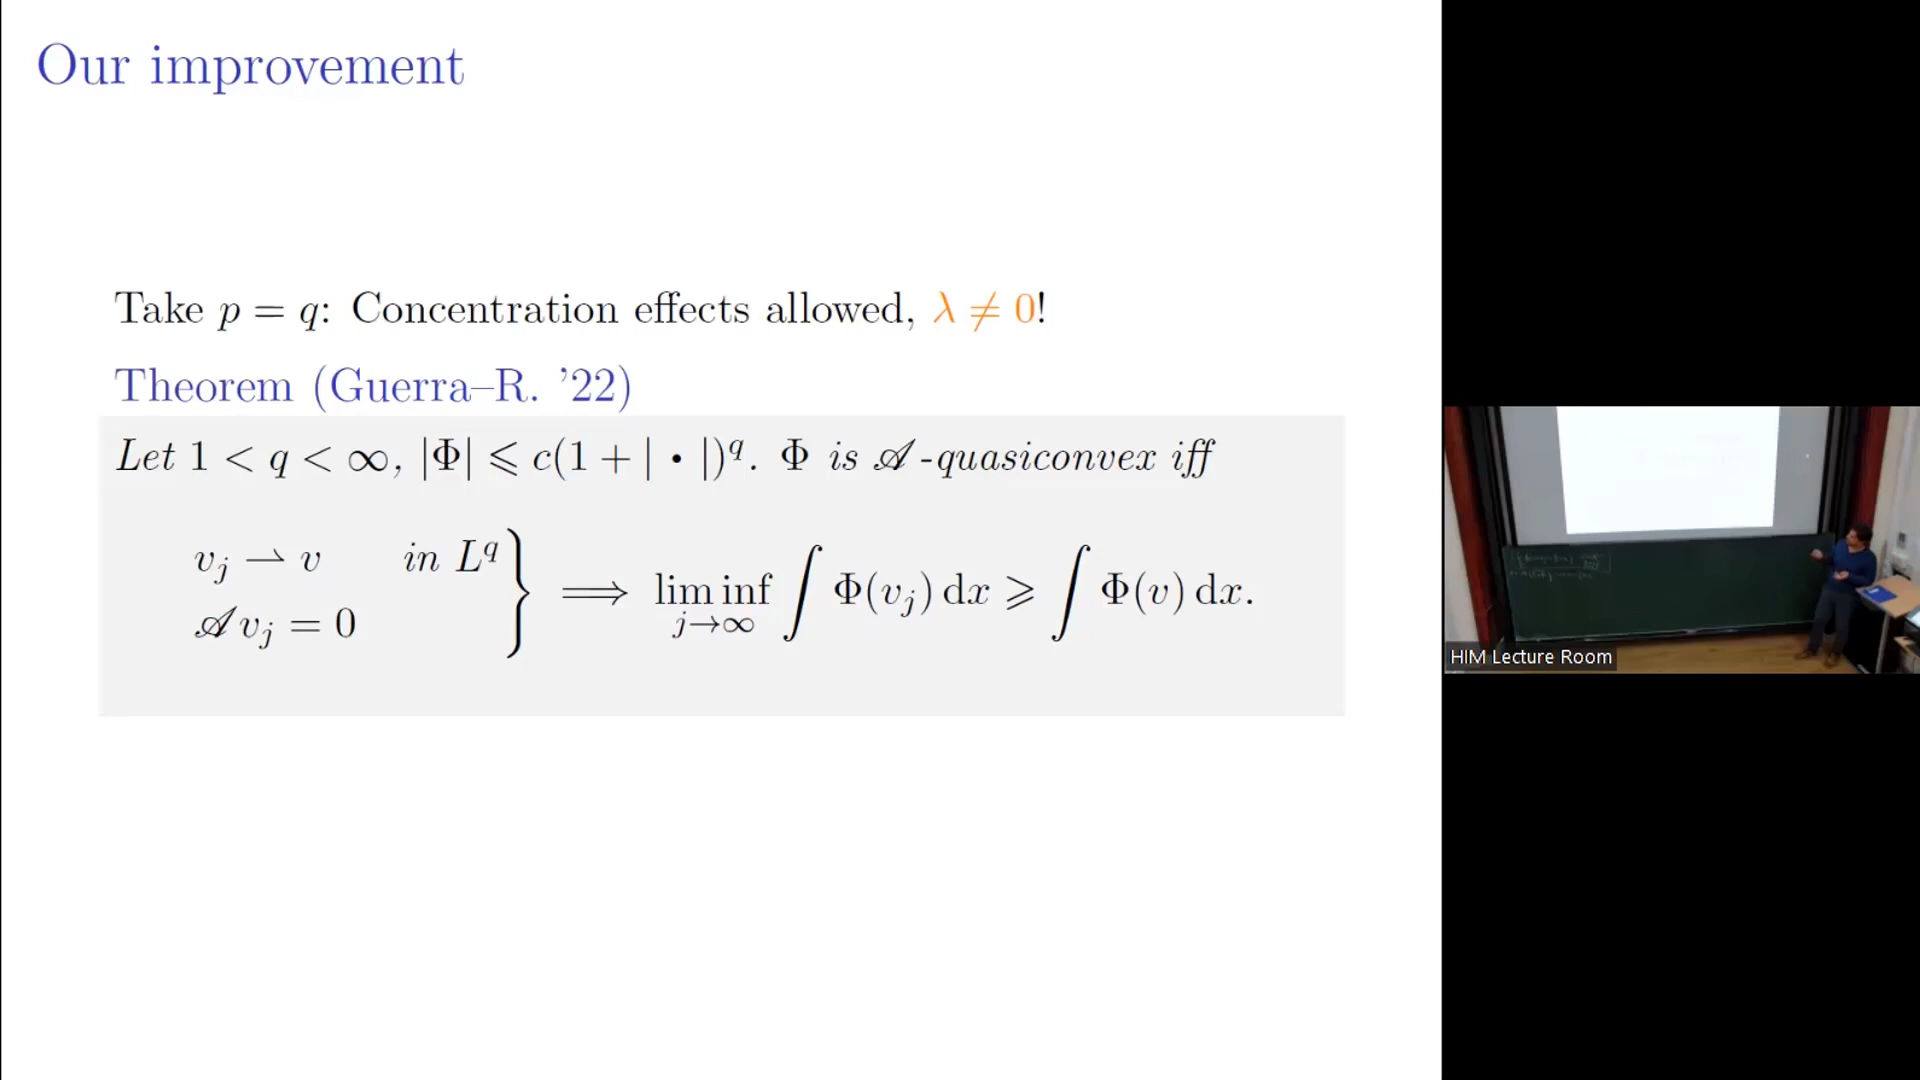 Our improvement
Take p = q: Concentration effects allowed, λ ≠ 0!
Theorem (Guerra–R. ’22)
Let 1 < q < ∞, |Φ| ⩽ c(1 + | • |)^q. Φ is 𝒜-quasiconvex iff
v_j ⇀ v in L^q
𝒜 v_j = 0
} ⟹ lim inf_{j→∞} ∫ Φ(v_j) dx ⩾ ∫ Φ(v) dx.
HIM Lecture Room